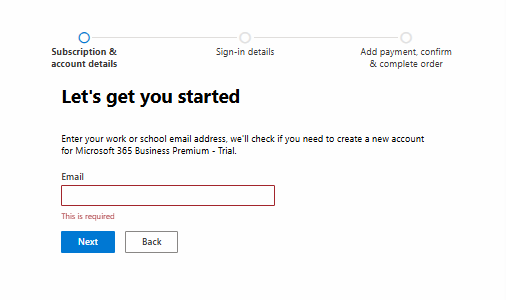 Subscription &
account details
Sign-in details
Add payment, confirm
& complete order
Let's get you started
Enter your work or school email address, we'll check if you need to create a new account
for Microsoft 365 Business Premium - Trial.
Email
This is required
Next
Back